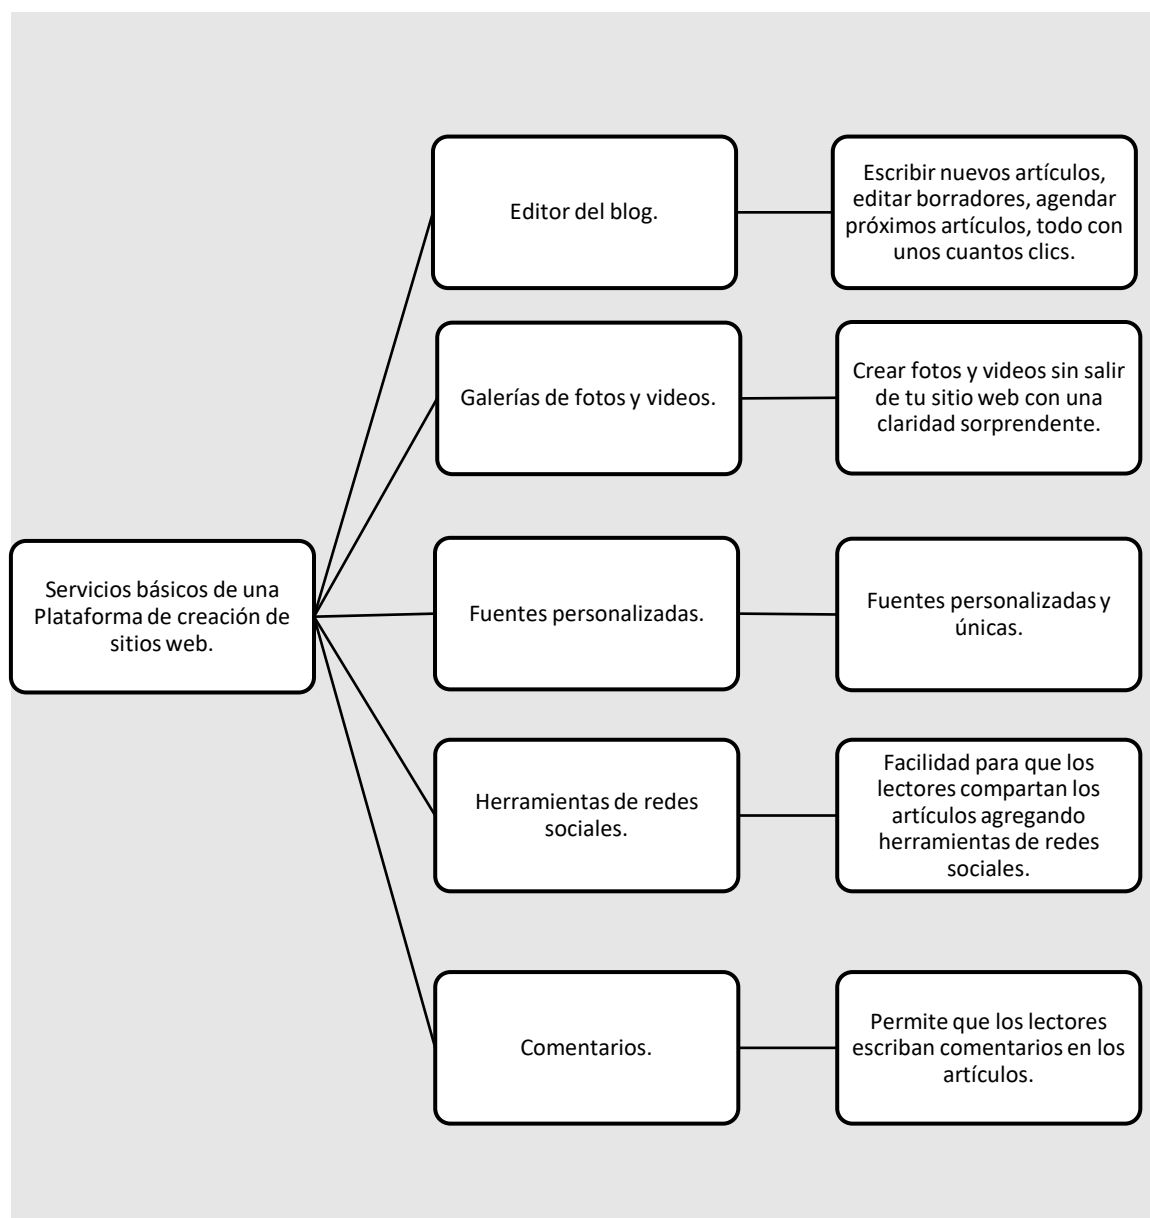 Servicios básicos de una
Plataforma de creación de
sitios web.
Editor del blog.
Escribir nuevos artículos,
editar borradores, agendar
próximos artículos, todo con
unos cuantos clics.
Galerías de fotos y videos.
Crear fotos y videos sin salir
de tu sitio web con una
claridad sorprendente.
Fuentes personalizadas.
Fuentes personalizadas y
únicas.
Herramientas de redes
sociales.
Facilidad para que los
lectores compartan los
artículos agregando
herramientas de redes
sociales.
Comentarios.
Permite que los lectores
escriban comentarios en los
artículos.